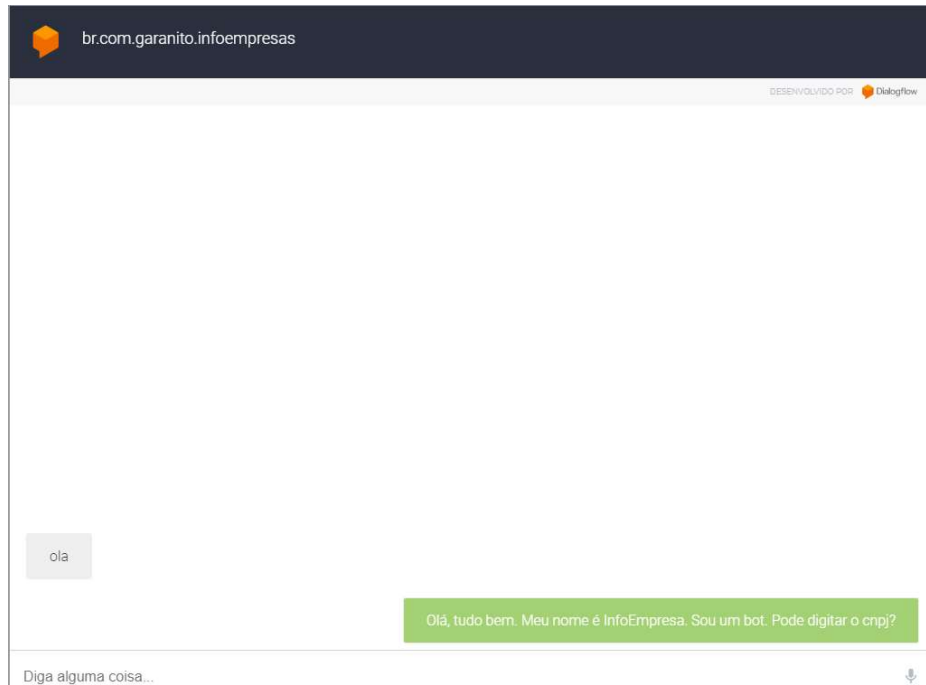 br.com.garanito.infoempresas
DESENVOLVIDO POR Dialogflow
ola
Olá, tudo bem. Meu nome é InfoEmpresa. Sou um bot. Pode digitar o cnpj?
Diga alguma coisa...